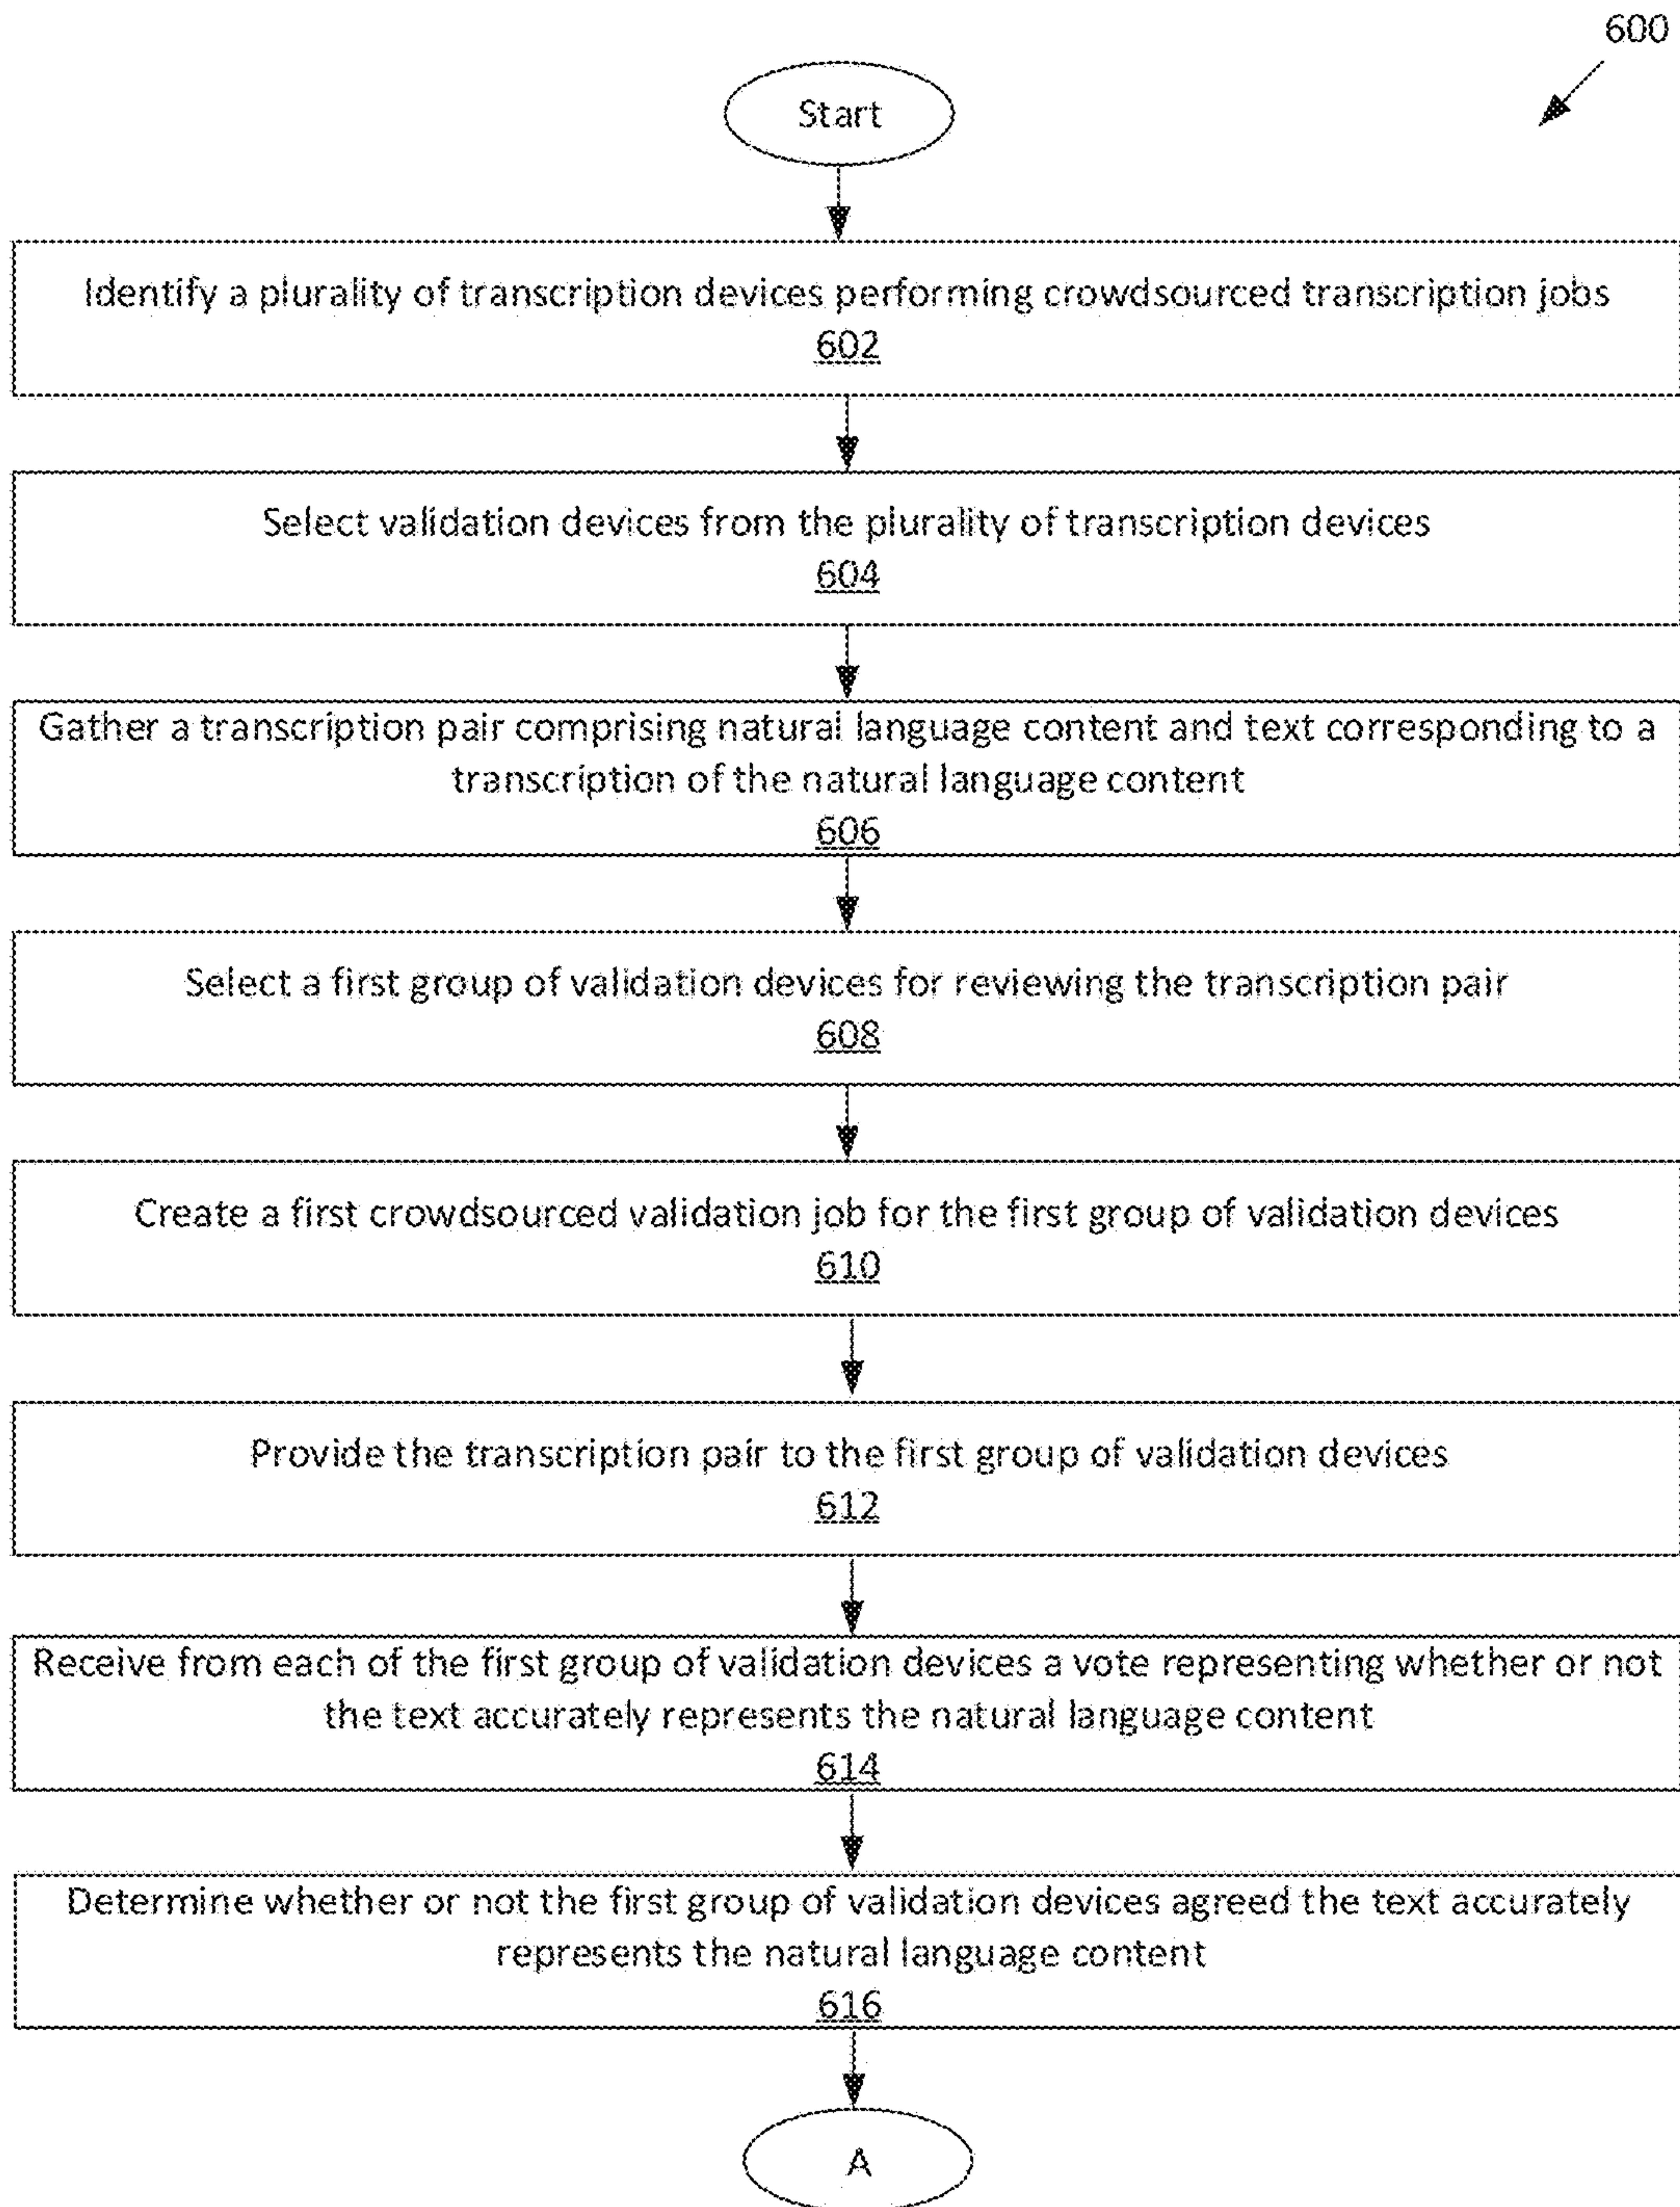 600
Start
Identify a plurality of transcription devices performing crowdsourced transcription jobs
602
Select validation devices from the plurality of transcription devices
604
Gather a transcription pair comprising natural language content and text corresponding to a
transcription of the natural language content
606
Select a first group of validation devices for reviewing the transcription pair
608
Create a first crowdsourced validation job for the first group of validation devices
610
Provide the transcription pair to the first group of validation devices
612
Receive from each of the first group of validation devices a vote representing whether or not
the text accurately represents the natural language content
614
Determine whether or not the first group of validation devices agreed the text accurately
represents the natural language content
616
A